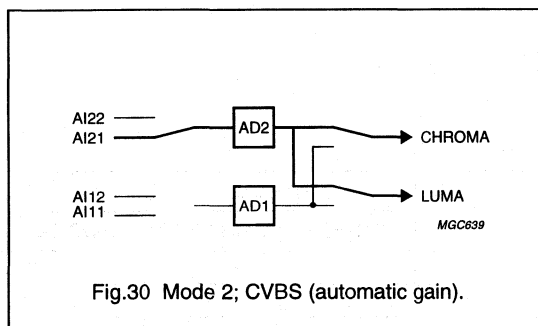 AI22
AI21
AD2
CHROMA
AI12
AI11
AD1
LUMA
MGC639
Fig.30 Mode 2; CVBS (automatic gain).